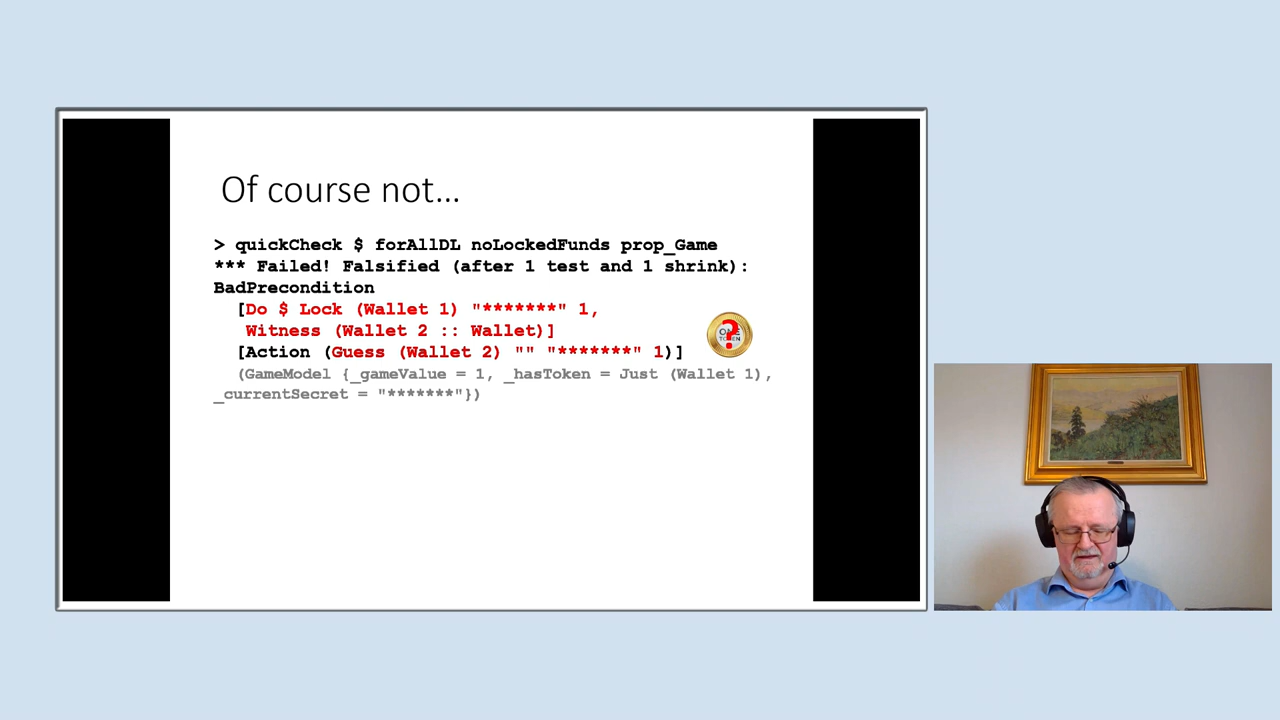 Of course not…
> quickCheck $ forAllDL noLockedFunds prop_Game
*** Failed! Falsified (after 1 test and 1 shrink):
BadPrecondition
[Do $ Lock (Wallet 1) "*******" 1,
Witness (Wallet 2 :: Wallet)]
[Action (Guess (Wallet 2) "" "*******" 1)]
ONE
?
TOKEN
(GameModel {_gameValue = 1, _hasToken = Just (Wallet 1),
_currentSecret = "*******"})